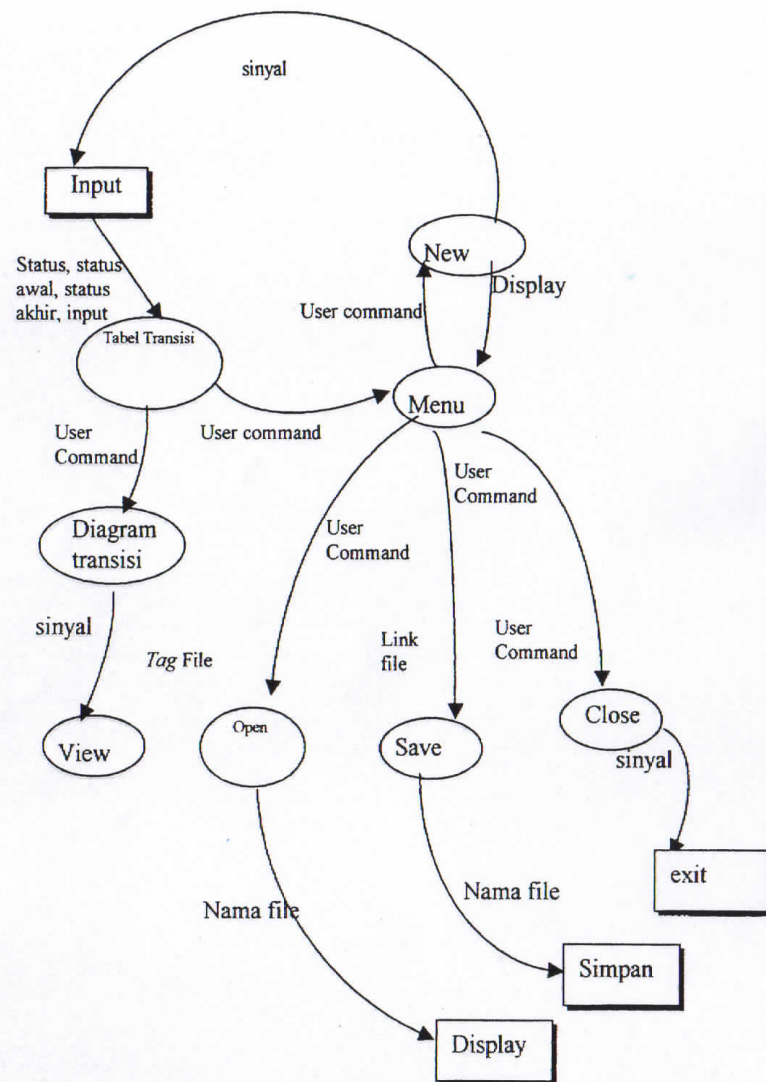 sinyal
Input
New
Status, status
awal, status
akhir, input
Display
User command
Tabel Transisi
Menu
User
Command
User command
User
Command
Diagram
transisi
User
Command
sinyal
Tag File
Link
file
User
Command
View
Open
Save
Close
sinyal
exit
Nama file
Nama file
Simpan
Display